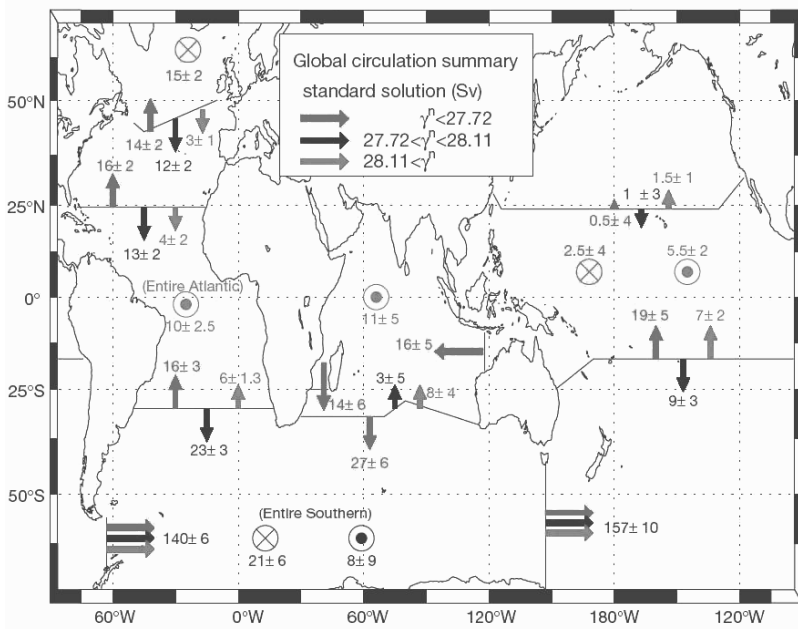 Global circulation summary
standard solution (Sv)
γⁿ<27.72
27.72<γⁿ<28.11
28.11<γⁿ
15± 2
50°N
14± 2
3± 1
12± 2
16± 2
25°N
4± 2
13± 2
1.5± 1
1 ± 3
0.5± 4
2.5± 4
5.5± 2
(Entire Atlantic)
0°
10± 2.5
11± 5
16± 5
19± 5
7± 2
16± 3
6± 1.3
3± 5
8± 4
25°S
14± 6
9± 3
23± 3
27± 6
50°S
(Entire Southern)
140± 6
157± 10
21± 6
8± 9
60°W
0°W
60°W
120°W
180°W
120°W